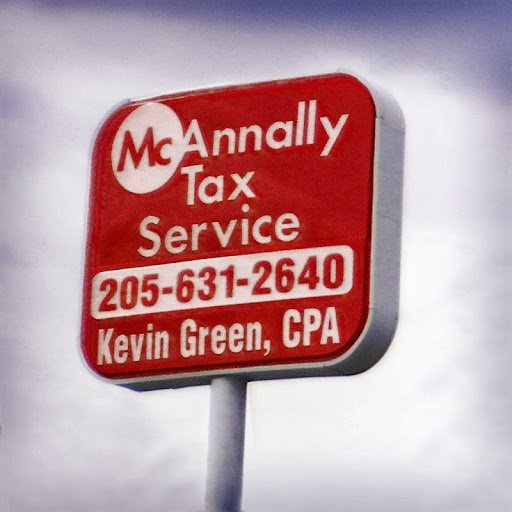 McAnnally
Tax
Service
205-631-2640
Kevin Green, CPA